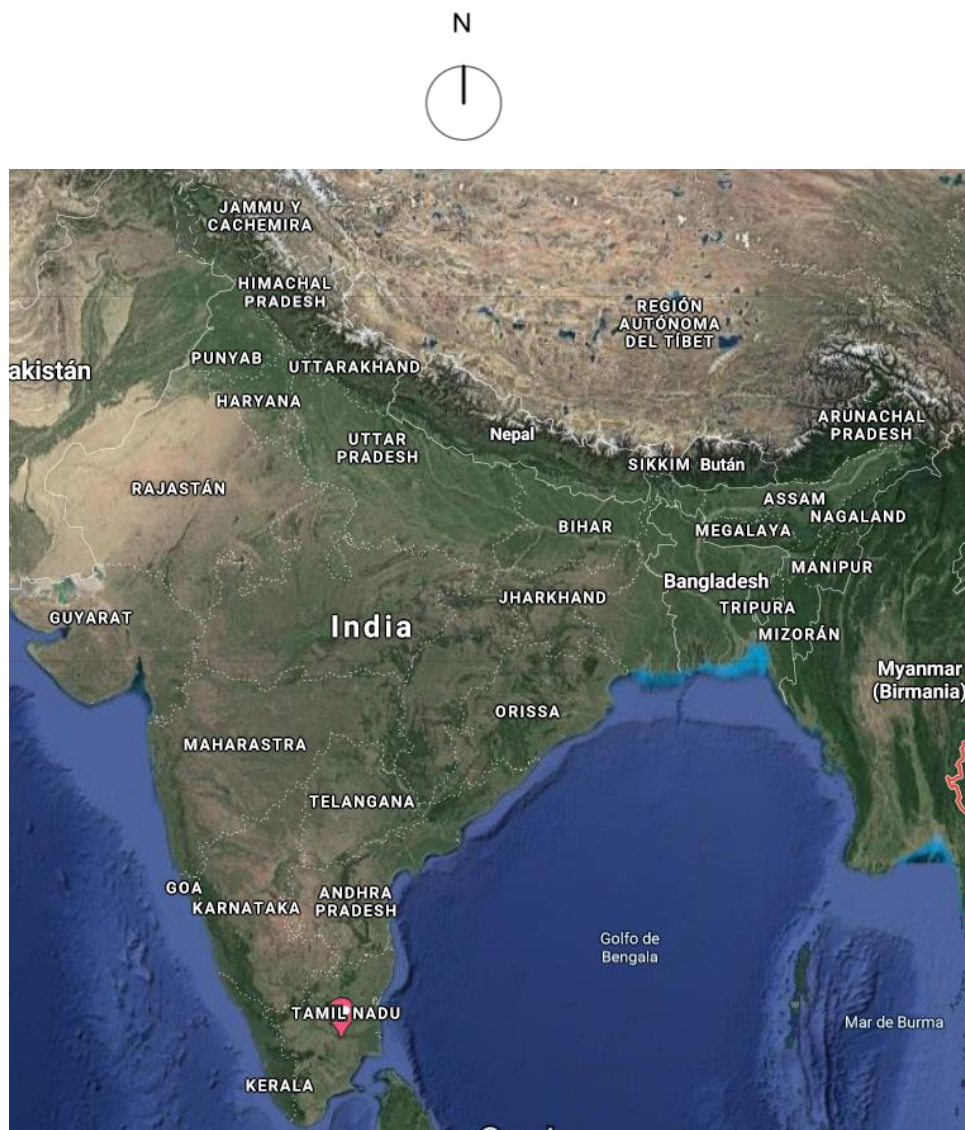 N
JAMMU Y
CACHEMIRA
HIMACHAL
PRADESH
REGIÓN
AUTÓNOMA
DEL TÍBET
PUNYAB
UTTARAKHAND
akistán
HARYANA
ARUNACHAL
PRADESH
UTTAR
PRADESH
Nepal
SIKKIM Bután
RAJASTÁN
ASSAM
NAGALAND
BIHAR
MEGALAYA
MANIPUR
Bangladesh
JHARKHAND
TRIPURA
GUYARAT
India
MIZORÁN
Myanmar
(Birmania)
ORISSA
MAHARASTRA
TELANGANA
GOA
KARNATAKA
ANDHRA
PRADESH
Golfo de
Bengala
TAMIL NADU
Mar de Burma
KERALA